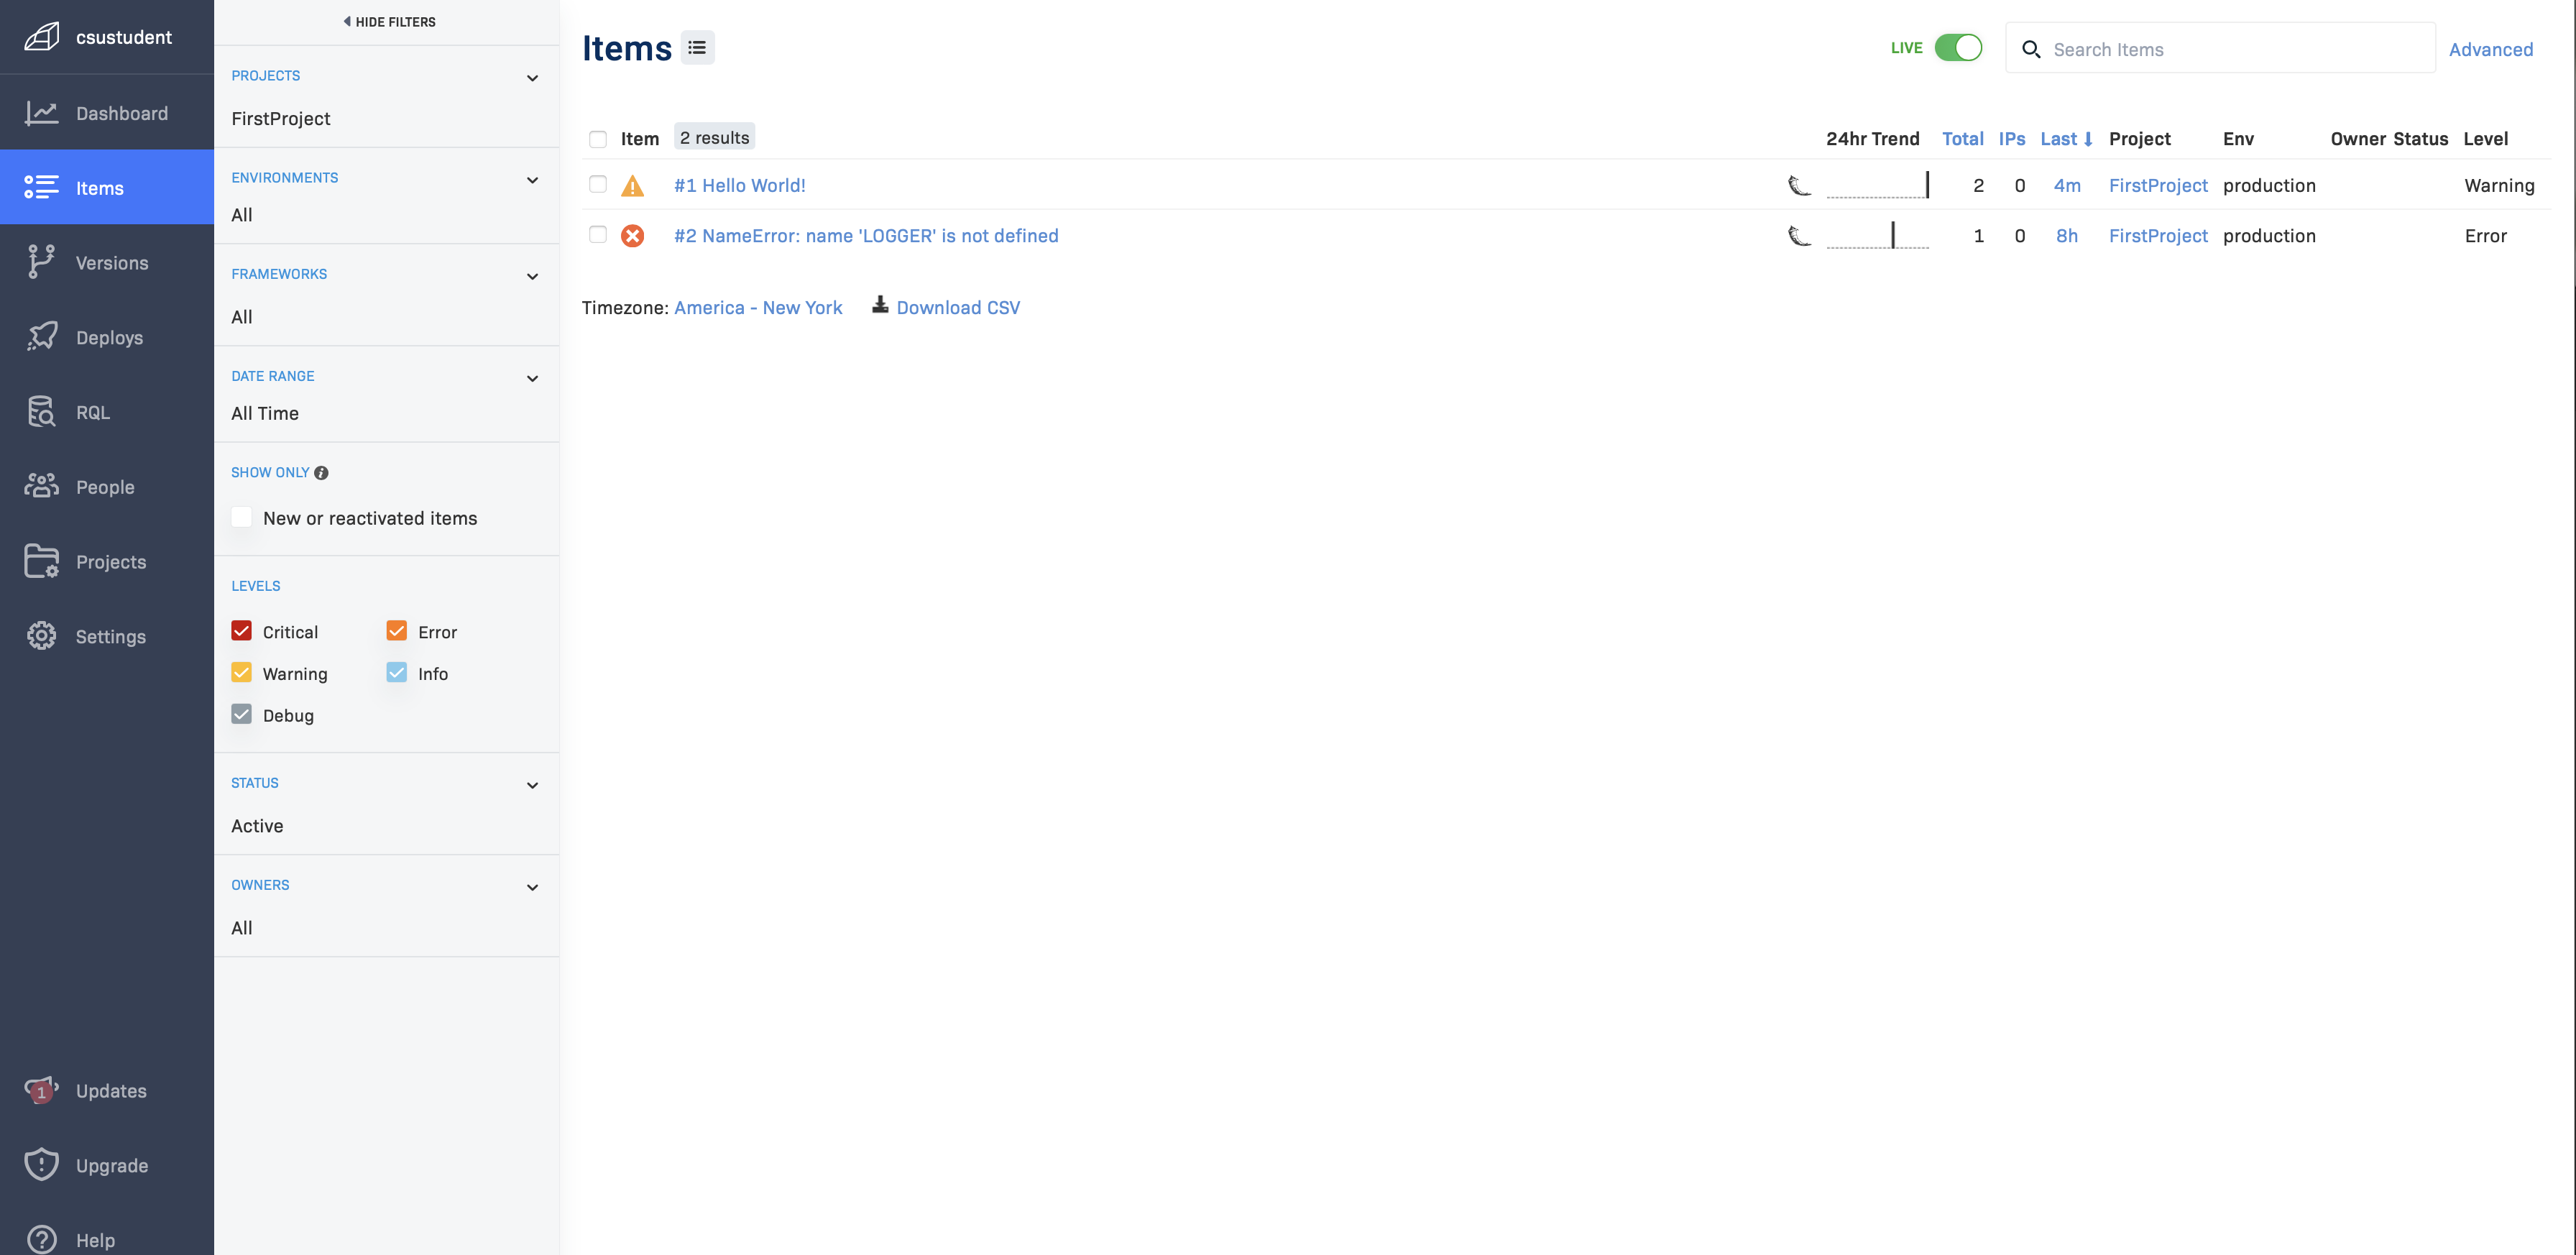 csustudent
Dashboard
Items
Versions
Deploys
RQL
People
Projects
Settings
1
Updates
Upgrade
Help
HIDE FILTERS
PROJECTS
FirstProject
ENVIRONMENTS
All
FRAMEWORKS
All
DATE RANGE
All Time
SHOW ONLY
New or reactivated items
LEVELS
Critical Error
Warning Info
Debug
STATUS
Active
OWNERS
All
Items
LIVE Search Items Advanced
Item 2 results 24hr Trend Total IPs Last Project Env Owner Status Level
#1 Hello World! 2 0 4m FirstProject production Warning
#2 NameError: name 'LOGGER' is not defined 1 0 8h FirstProject production Error
Timezone: America - New York Download CSV